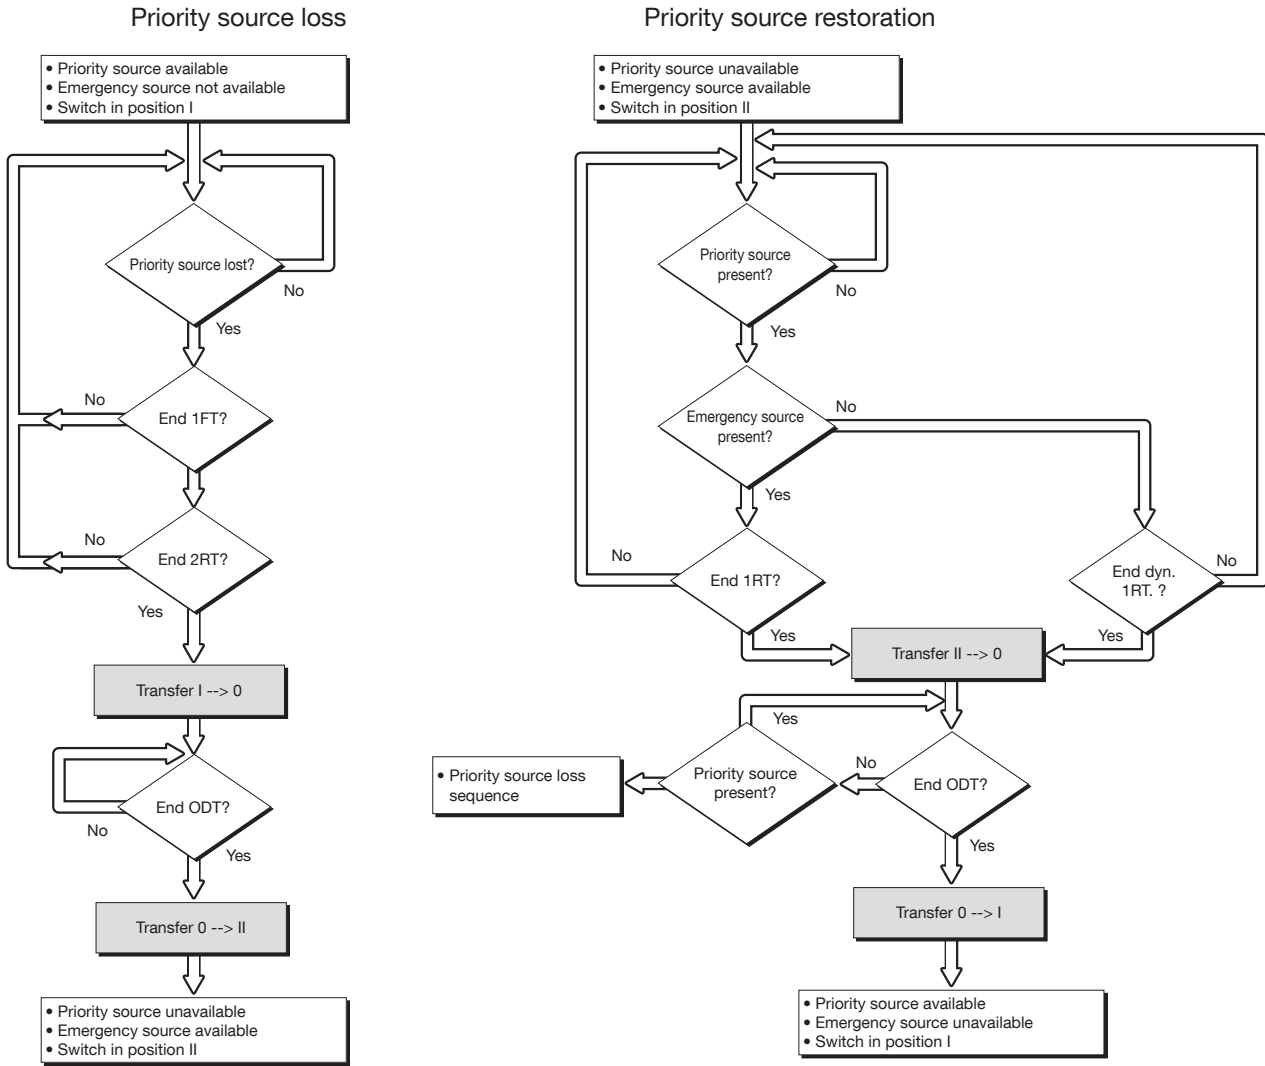 Priority source loss
• Priority source available
• Emergency source not available
• Switch in position I
Priority source lost?
No
Yes
No
End 1FT?
No
End 2RT?
Yes
Transfer I --> 0
End ODT?
No
Yes
Transfer 0 --> II
• Priority source unavailable
• Emergency source available
• Switch in position II
Priority source restoration
• Priority source unavailable
• Emergency source available
• Switch in position II
Priority source
present?
No
Yes
Emergency source
present?
No
Yes
No
End 1RT?
Yes
End dyn.
1RT. ?
No
Yes
Transfer II --> 0
Yes
• Priority source loss
sequence
Priority source
present?
No
End ODT?
Yes
Transfer 0 --> I
• Priority source available
• Emergency source unavailable
• Switch in position I